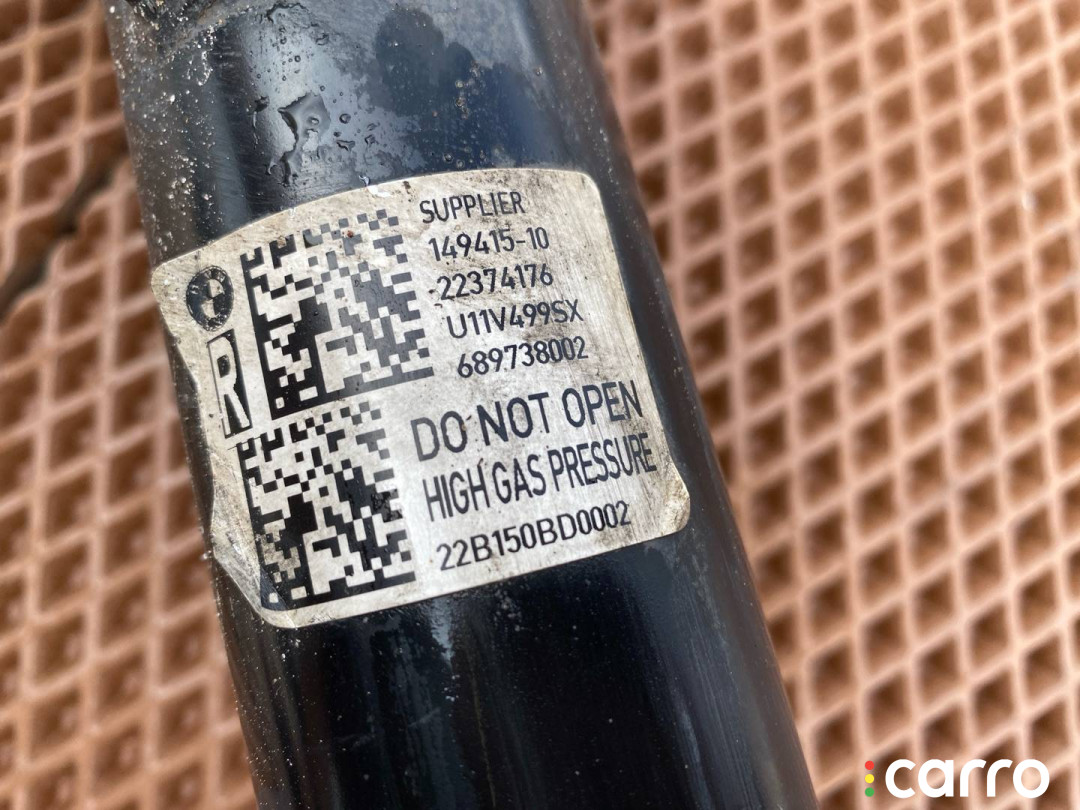 SUPPLIER
149415-10
-22374176
U11V499SX
689738002
R
DO NOT OPEN
HIGH GAS PRESSURE
22B150BD0002
carro